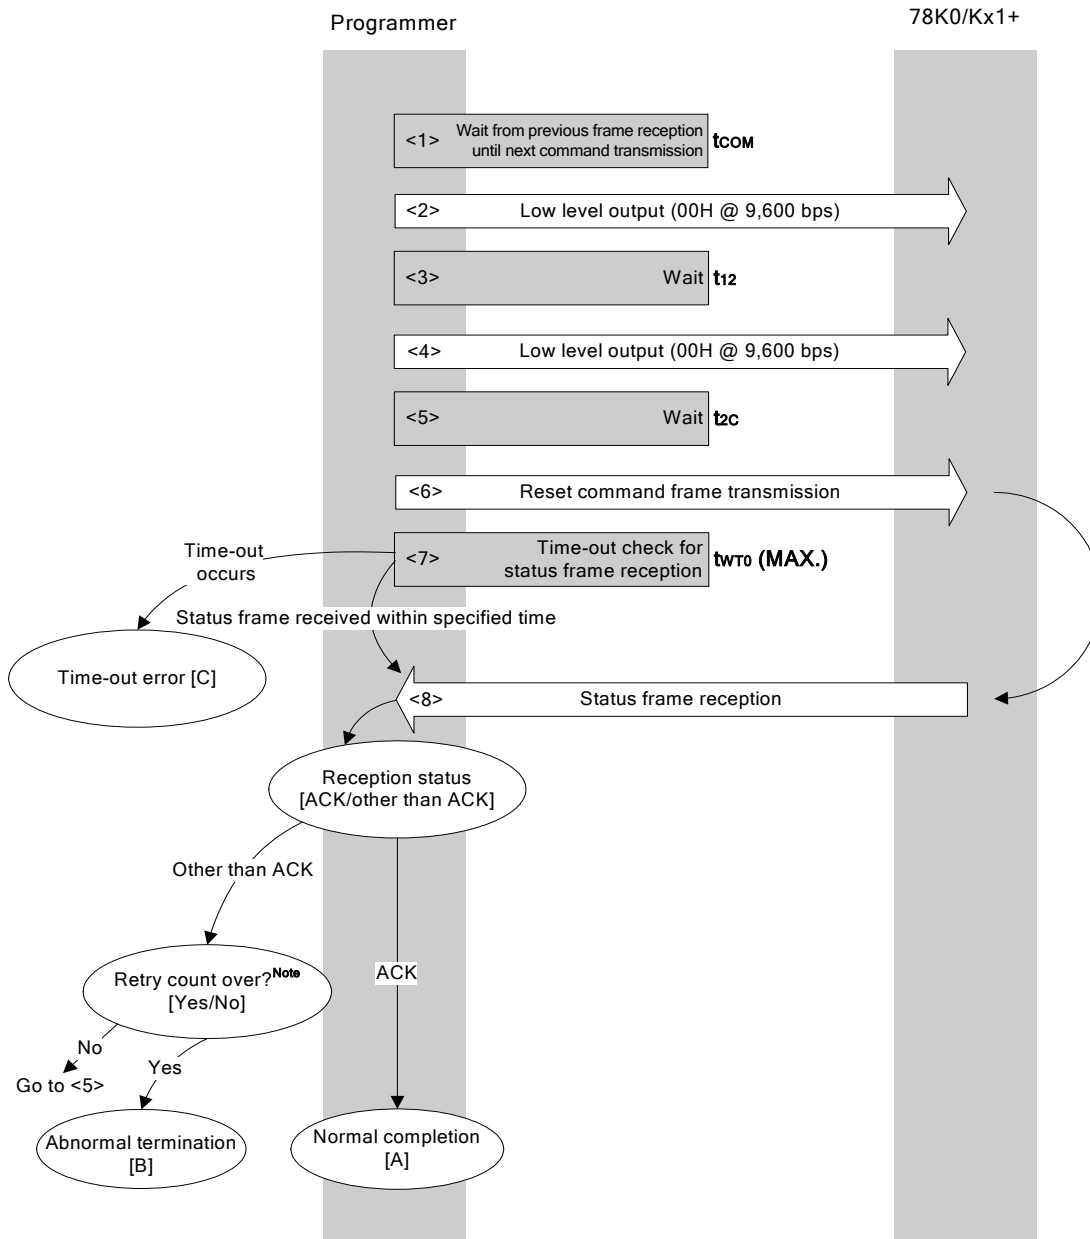 Programmer
78K0/Kx1+
<1>
Wait from previous frame reception
until next command transmission
tCOM
<2>
Low level output (00H @ 9,600 bps)
<3>
Wait
t12
<4>
Low level output (00H @ 9,600 bps)
<5>
Wait
t2C
<6>
Reset command frame transmission
<7>
Time-out check for
status frame reception
tWT0 (MAX.)
Time-out
occurs
Status frame received within specified time
Time-out error [C]
<8>
Status frame reception
Reception status
[ACK/other than ACK]
Other than ACK
ACK
Retry count over?Note
[Yes/No]
No
Yes
Go to <5>
Abnormal termination
[B]
Normal completion
[A]